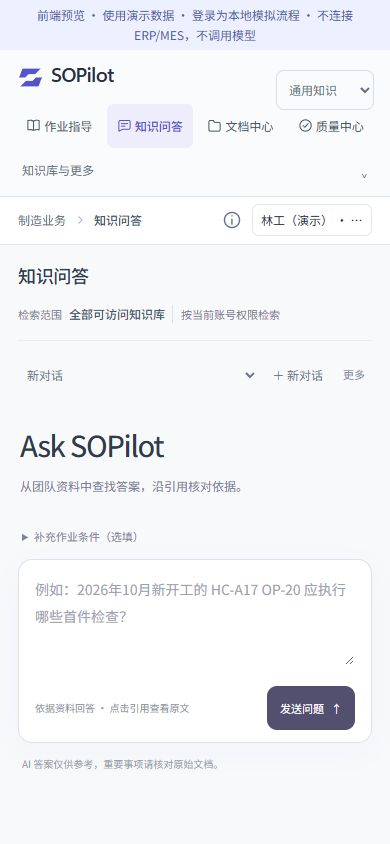 前端预览 · 使用演示数据 · 登录为本地模拟流程 · 不连接
ERP/MES，不调用模型
SOPilot
通用知识
作业指导 知识问答 文档中心 质量中心
知识库与更多
制造业务 > 知识问答
林工（演示） · ···
知识问答
检索范围 全部可访问知识库 按当前账号权限检索
新对话
＋ 新对话 更多
Ask SOPilot
从团队资料中查找答案，沿引用核对依据。
▶ 补充作业条件（选填）
例如：2026年10月新开工的 HC-A17 OP-20 应执行
哪些首件检查？
依据资料回答 · 点击引用查看原文
发送问题 ↑
AI 答案仅供参考，重要事项请核对原始文档。